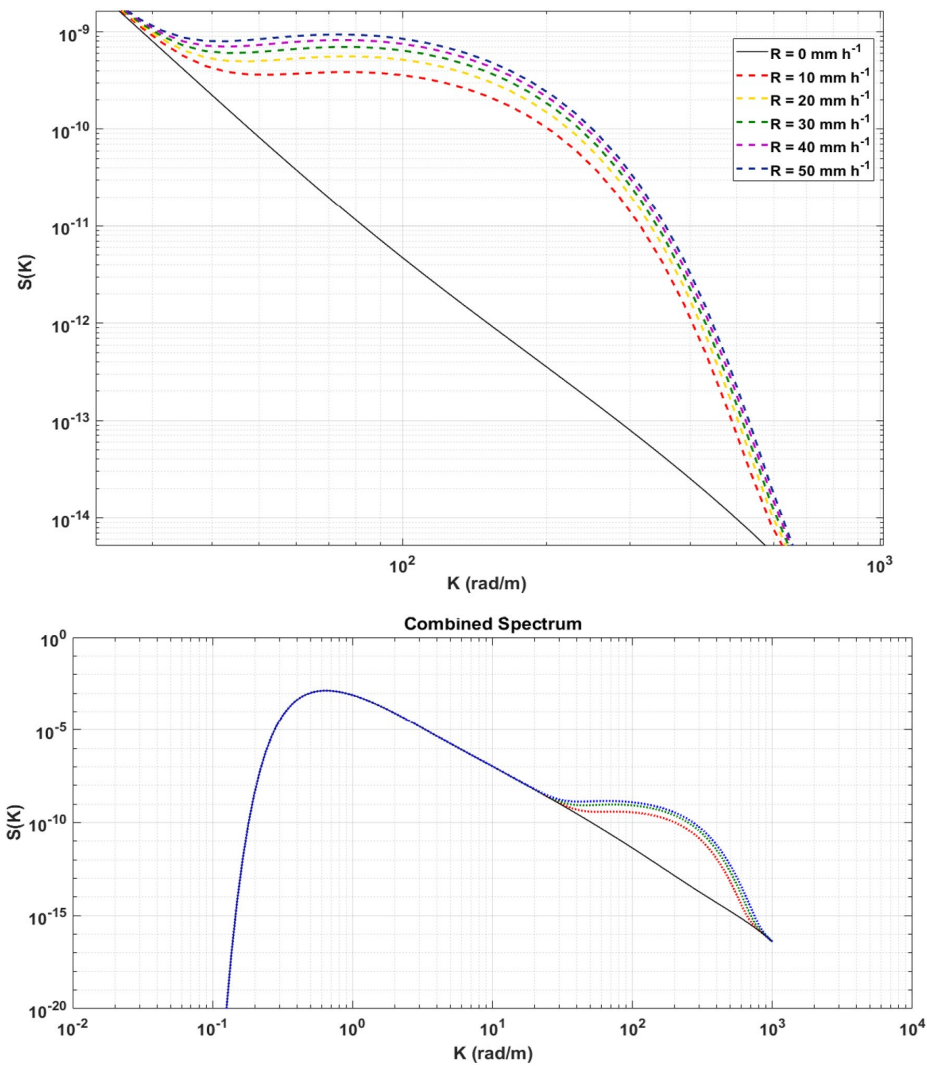 10^-9
10^-10
10^-11
10^-12
10^-13
10^-14
S(K)
R = 0 mm h^-1
R = 10 mm h^-1
R = 20 mm h^-1
R = 30 mm h^-1
R = 40 mm h^-1
R = 50 mm h^-1
10^2
10^3
K (rad/m)
Combined Spectrum
10^0
10^-5
10^-10
10^-15
10^-20
S(K)
10^-2
10^-1
10^0
10^1
10^2
10^3
10^4
K (rad/m)